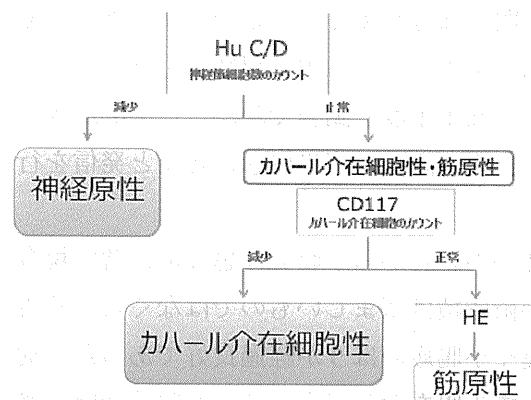 Hu C/D
神経節細胞数のカウント
減少
正常
神経原性
カハール介在細胞性・筋原性
CD117
カハール介在細胞のカウント
減少
正常
カハール介在細胞性
HE
筋原性